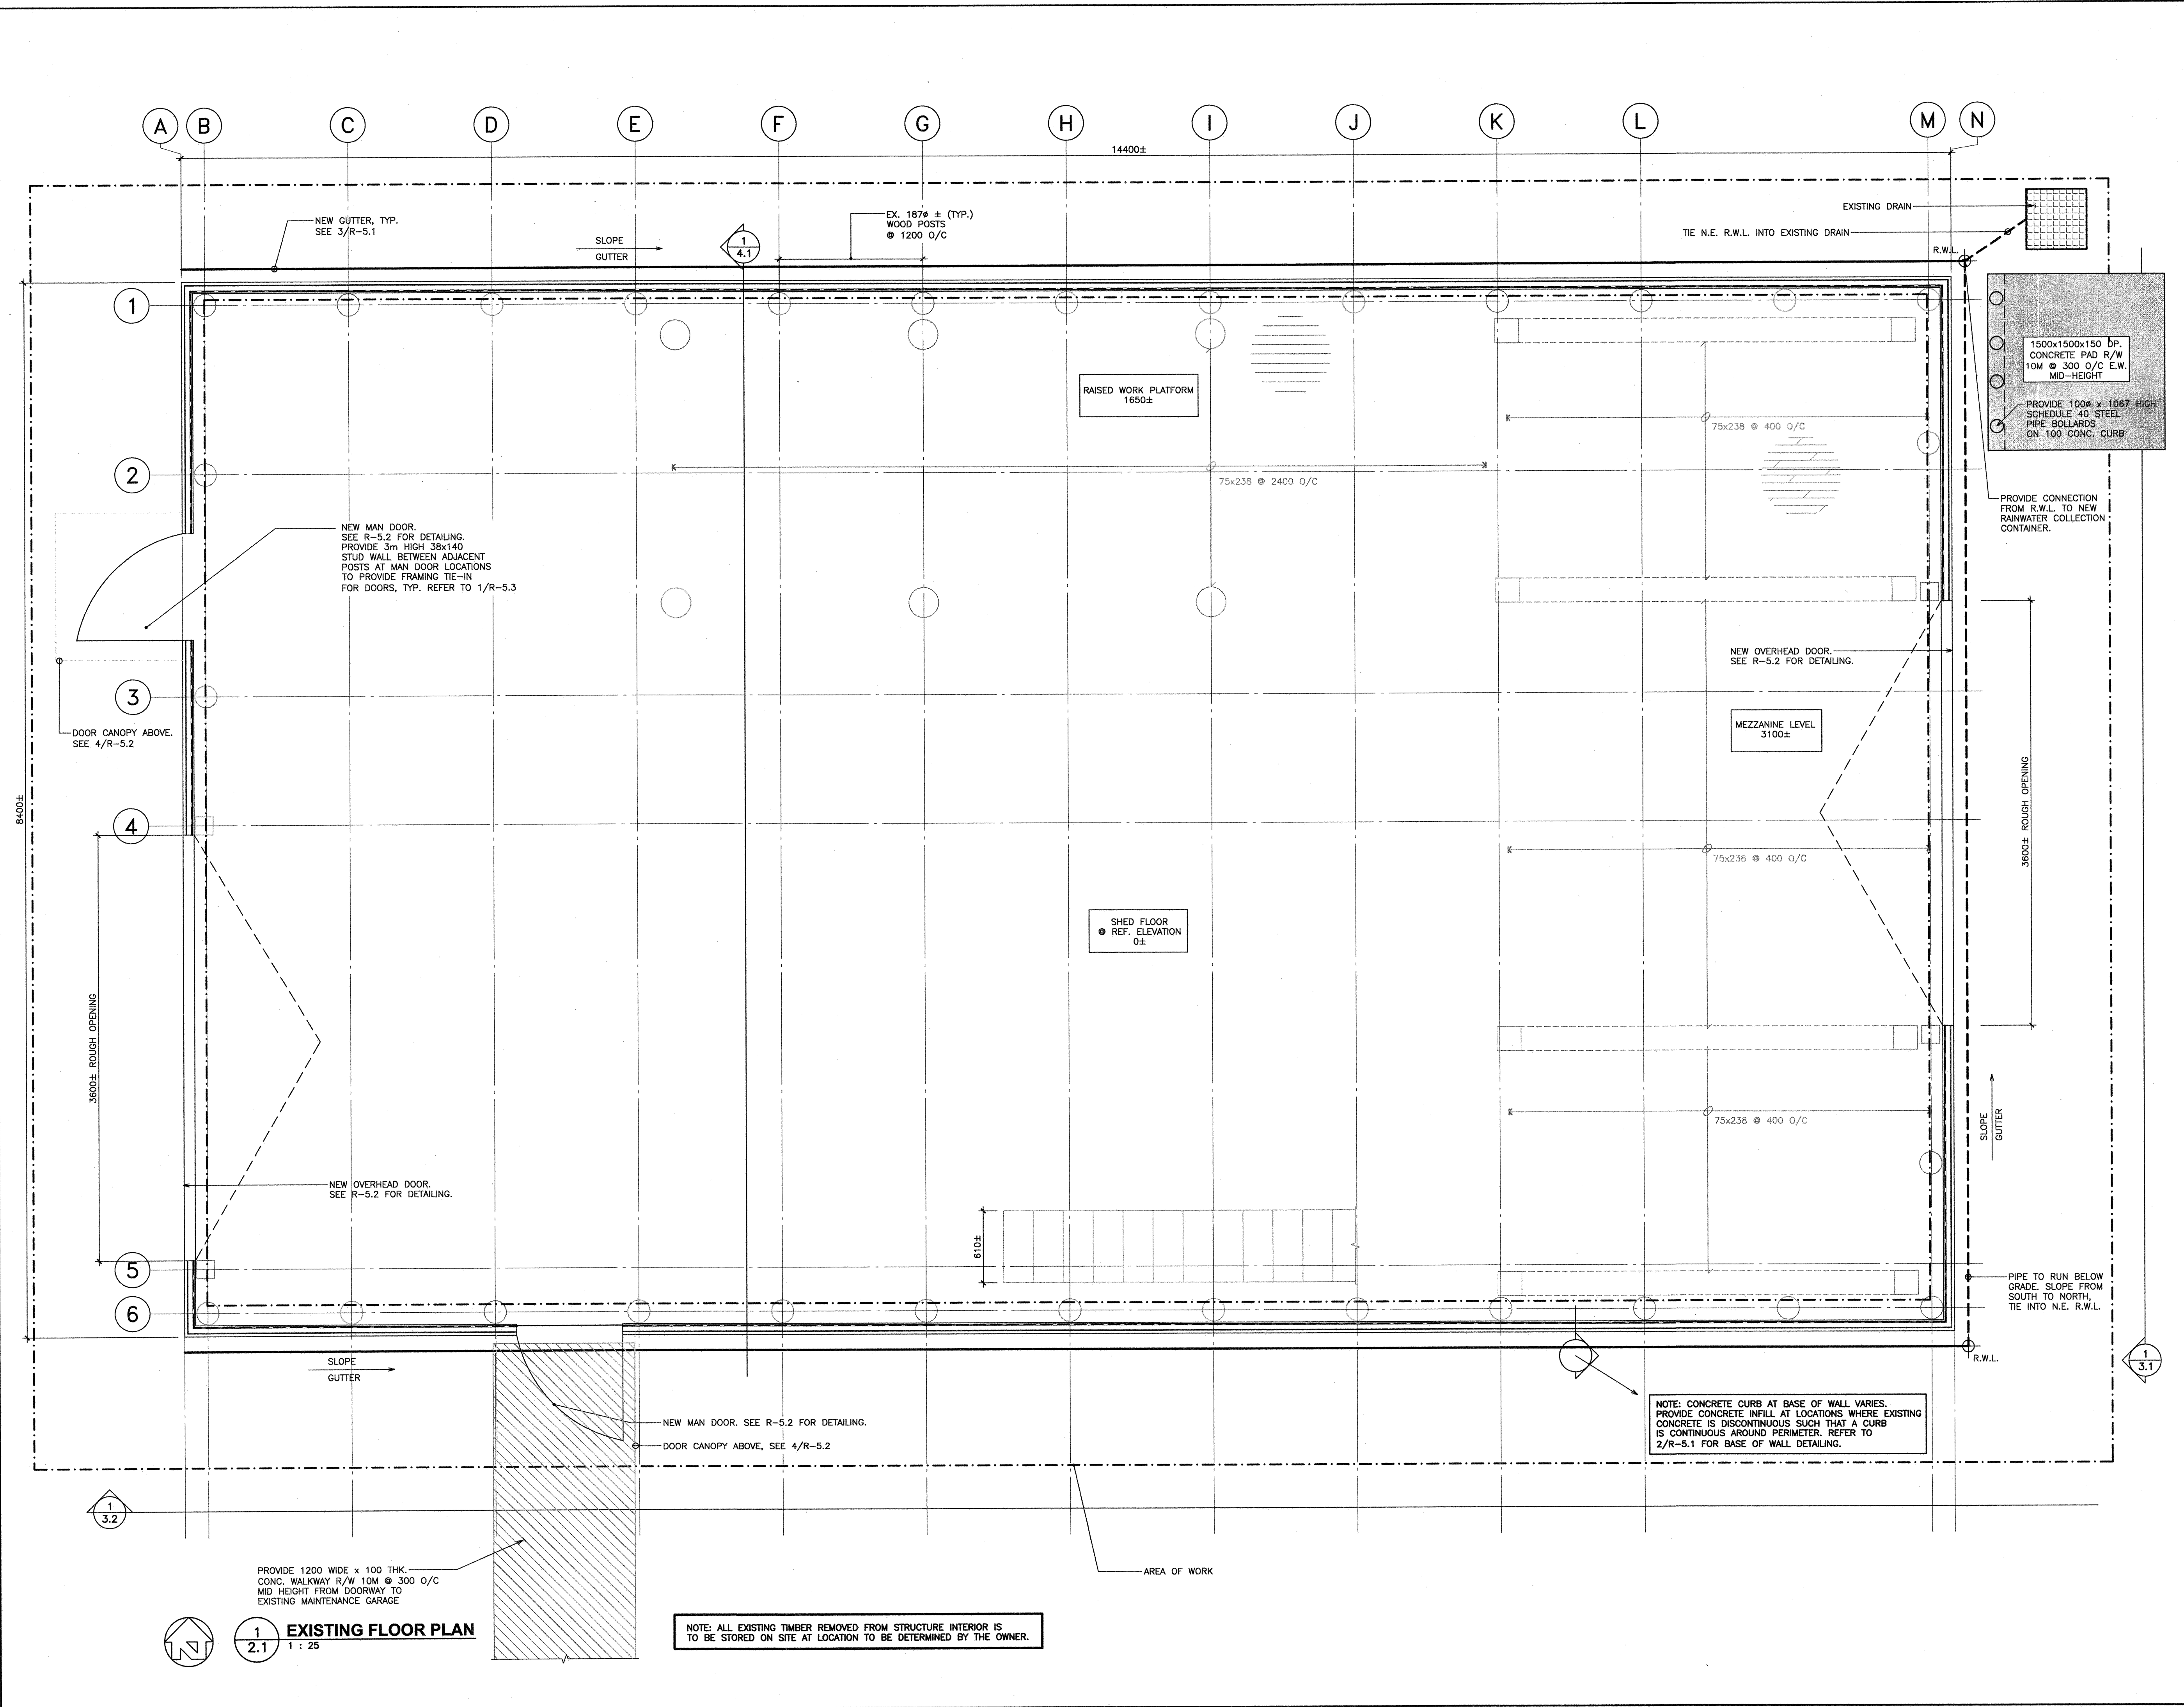 A B C D E F G H I J K L M N
14400±
NEW GUTTER, TYP.
SEE 3/R-5.1
SLOPE
GUTTER
1
4.1
EX. 187ø ± (TYP.)
WOOD POSTS
@ 1200 O/C
EXISTING DRAIN
TIE N.E. R.W.L. INTO EXISTING DRAIN
R.W.L.
1
RAISED WORK PLATFORM
1650±
1500x1500x150 DP.
CONCRETE PAD R/W
10M @ 300 O/C E.W.
MID-HEIGHT
PROVIDE 100ø x 1067 HIGH
SCHEDULE 40 STEEL
PIPE BOLLARDS
ON 100 CONC. CURB
75x238 @ 400 O/C
2
75x238 @ 2400 O/C
NEW MAN DOOR.
SEE R-5.2 FOR DETAILING.
PROVIDE 3m HIGH 38x140
STUD WALL BETWEEN ADJACENT
POSTS AT MAN DOOR LOCATIONS
TO PROVIDE FRAMING TIE-IN
FOR DOORS, TYP. REFER TO 1/R-5.3
PROVIDE CONNECTION
FROM R.W.L. TO NEW
RAINWATER COLLECTION
CONTAINER.
NEW OVERHEAD DOOR.
SEE R-5.2 FOR DETAILING.
3
DOOR CANOPY ABOVE.
SEE 4/R-5.2
MEZZANINE LEVEL
3100±
8400±
3600± ROUGH OPENING
4
75x238 @ 400 O/C
SHED FLOOR
@ REF. ELEVATION
0±
3600± ROUGH OPENING
75x238 @ 400 O/C
SLOPE
GUTTER
NEW OVERHEAD DOOR.
SEE R-5.2 FOR DETAILING.
610±
5
PIPE TO RUN BELOW
GRADE. SLOPE FROM
SOUTH TO NORTH,
TIE INTO N.E. R.W.L.
6
SLOPE
GUTTER
R.W.L.
1
3.1
NEW MAN DOOR. SEE R-5.2 FOR DETAILING.
DOOR CANOPY ABOVE, SEE 4/R-5.2
NOTE: CONCRETE CURB AT BASE OF WALL VARIES.
PROVIDE CONCRETE INFILL AT LOCATIONS WHERE EXISTING
CONCRETE IS DISCONTINUOUS SUCH THAT A CURB
IS CONTINUOUS AROUND PERIMETER. REFER TO
2/R-5.1 FOR BASE OF WALL DETAILING.
1
3.2
PROVIDE 1200 WIDE x 100 THK.
CONC. WALKWAY R/W 10M @ 300 O/C
MID HEIGHT FROM DOORWAY TO
EXISTING MAINTENANCE GARAGE
AREA OF WORK
N
1
2.1
EXISTING FLOOR PLAN
1 : 25
NOTE: ALL EXISTING TIMBER REMOVED FROM STRUCTURE INTERIOR IS
TO BE STORED ON SITE AT LOCATION TO BE DETERMINED BY THE OWNER.